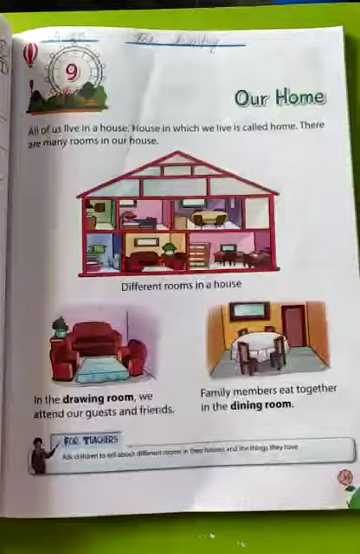 9
Our Home
All of us live in a house. House in which we live is called home. There
are many rooms in our house.
Different rooms in a house
In the drawing room, we
attend our guests and friends.
Family members eat together
in the dining room.
FOR TEACHERS
Ask children to tell about different rooms in their houses and the things they have.